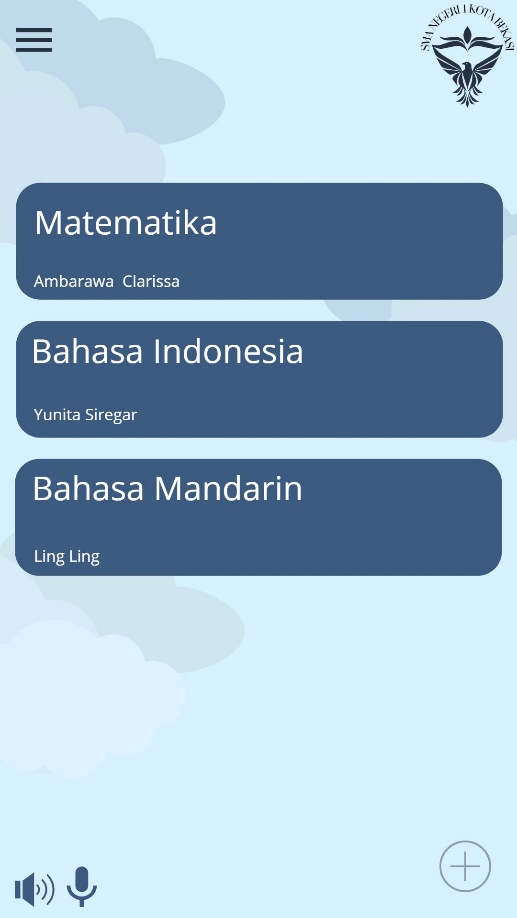 SMA NEGERI 1 KOTA BEKASI
Matematika
Ambarawa  Clarissa
Bahasa Indonesia
Yunita Siregar
Bahasa Mandarin
Ling Ling